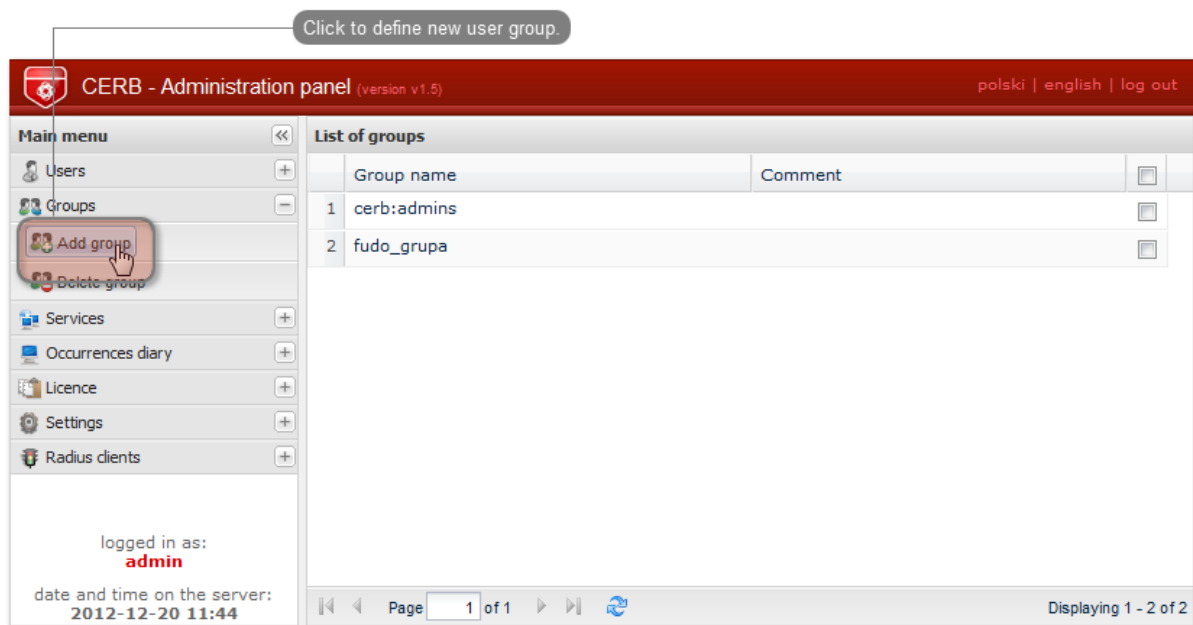 Click to define new user group.
CERB - Administration panel (version v1.5)
polski | english | log out
Main menu
Users
Groups
Add group
Delete group
Services
Occurrences diary
Licence
Settings
Radius clients
logged in as:
admin
date and time on the server:
2012-12-20 11:44
List of groups
Group name Comment
1 cerb:admins
2 fudo_grupa
Page 1 of 1
Displaying 1 - 2 of 2